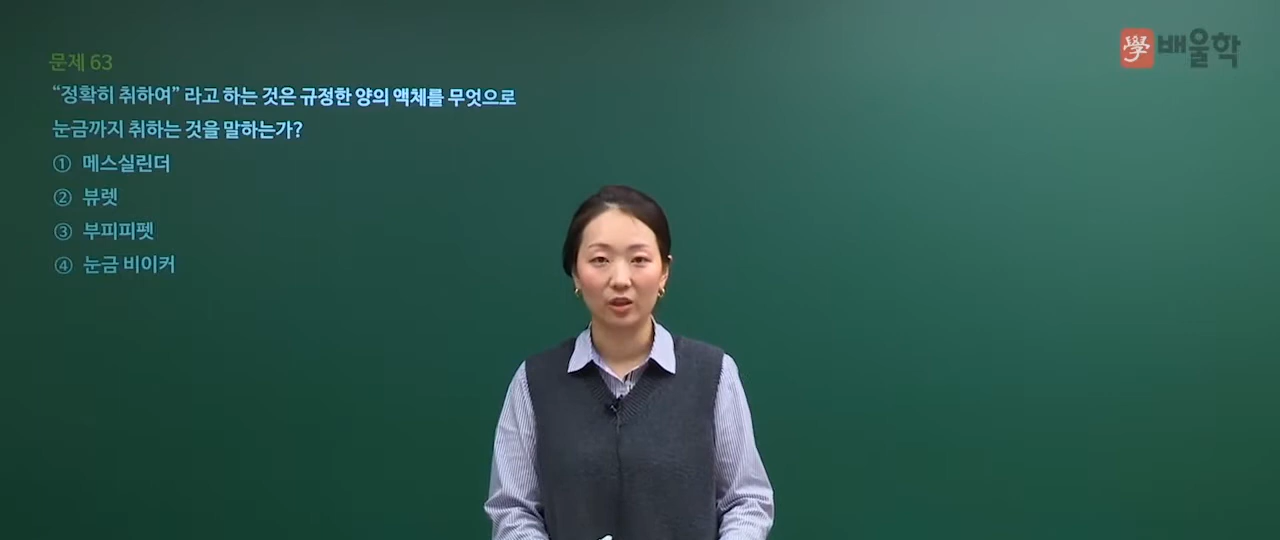 學 배울학
문제 63
“정확히 취하여” 라고 하는 것은 규정한 양의 액체를 무엇으로
눈금까지 취하는 것을 말하는가?
① 메스실린더
② 뷰렛
③ 부피피펫
④ 눈금 비이커